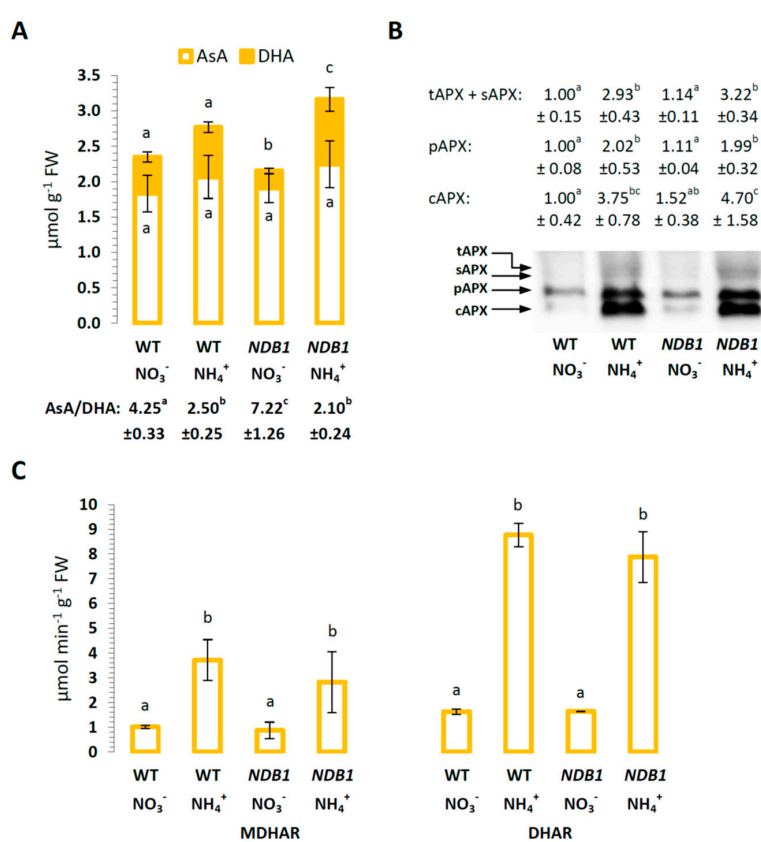 A
AsA DHA
3.5
3.0
2.5
2.0
1.5
1.0
0.5
0.0
µmol g⁻¹ FW
a
a
b
c
a
a
a
a
WT WT NDB1 NDB1
NO₃⁻ NH₄⁺ NO₃⁻ NH₄⁺
AsA/DHA: 4.25ᵃ 2.50ᵇ 7.22ᶜ 2.10ᵇ
±0.33 ±0.25 ±1.26 ±0.24
B
tAPX + sAPX: 1.00ᵃ 2.93ᵇ 1.14ᵃ 3.22ᵇ
± 0.15 ±0.43 ±0.11 ±0.34
pAPX: 1.00ᵃ 2.02ᵇ 1.11ᵃ 1.99ᵇ
± 0.08 ±0.53 ±0.04 ±0.32
cAPX: 1.00ᵃ 3.75ᵇᶜ 1.52ᵃᵇ 4.70ᶜ
± 0.42 ± 0.78 ± 0.38 ± 1.58
tAPX
sAPX
pAPX
cAPX
WT WT NDB1 NDB1
NO₃⁻ NH₄⁺ NO₃⁻ NH₄⁺
C
10
9
8
7
6
5
4
3
2
1
0
µmol min⁻¹ g⁻¹ FW
a b a b
a b a b
WT WT NDB1 NDB1 WT WT NDB1 NDB1
NO₃⁻ NH₄⁺ NO₃⁻ NH₄⁺ NO₃⁻ NH₄⁺ NO₃⁻ NH₄⁺
MDHAR DHAR